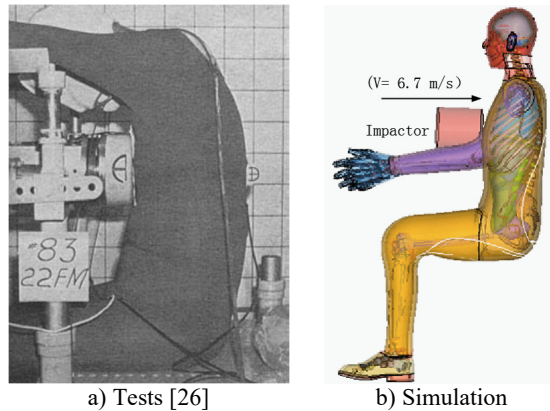 #83
22FM
(V= 6.7 m/s)
Impactor
a) Tests [26]
b) Simulation